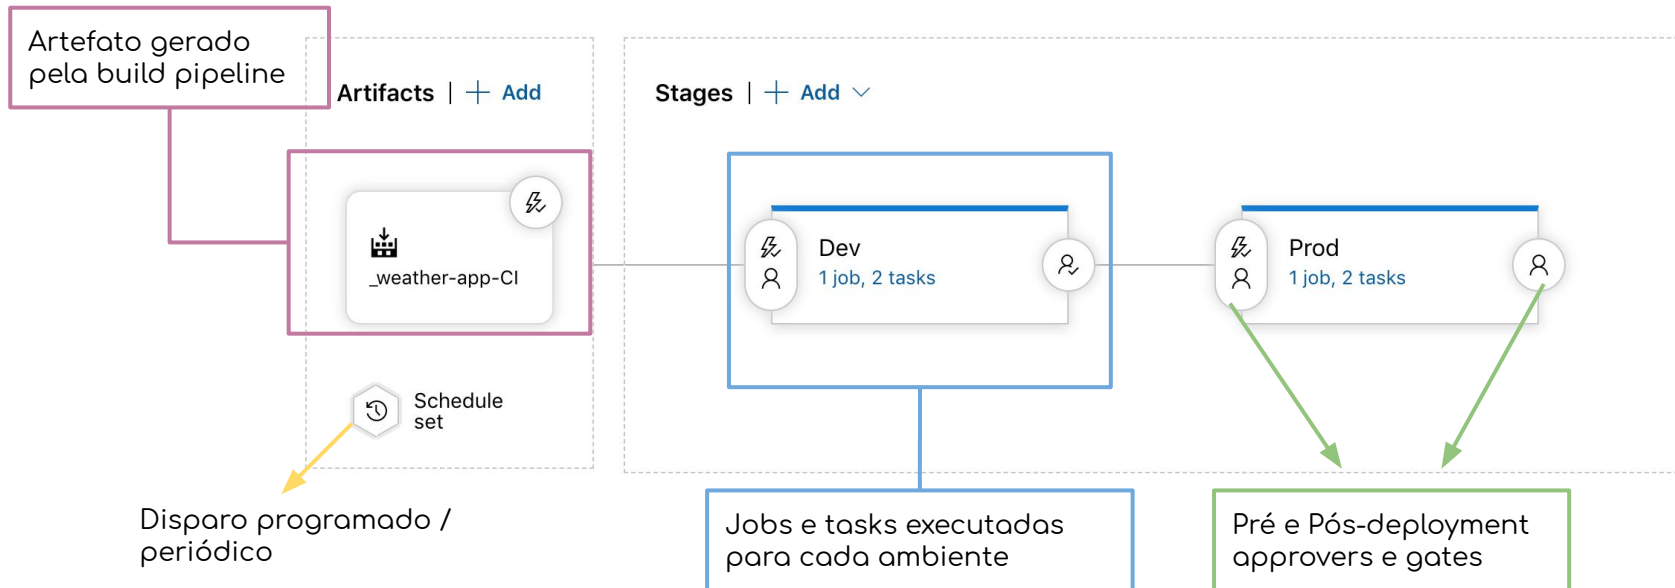 Artefato gerado
pela build pipeline
Artifacts | + Add
Stages | + Add
_weather-app-CI
Dev
1 job, 2 tasks
Prod
1 job, 2 tasks
Schedule
set
Disparo programado /
periódico
Jobs e tasks executadas
para cada ambiente
Pré e Pós-deployment
approvers e gates